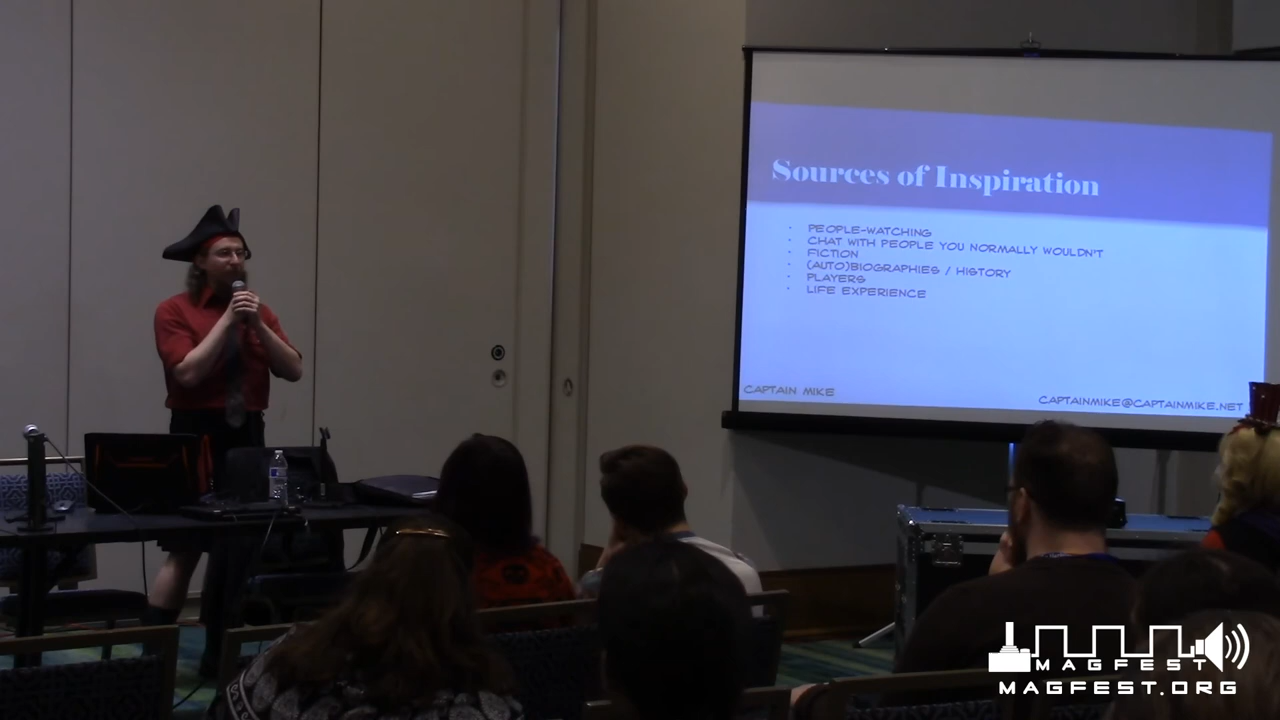 Sources of Inspiration
PEOPLE-WATCHING
CHAT WITH PEOPLE YOU NORMALLY WOULDN'T
FICTION
(AUTO)BIOGRAPHIES / HISTORY
PLAYERS
LIFE EXPERIENCE
CAPTAIN MIKE
CAPTAINMIKE@CAPTAINMIKE.NET
MAGFEST
MAGFEST.ORG